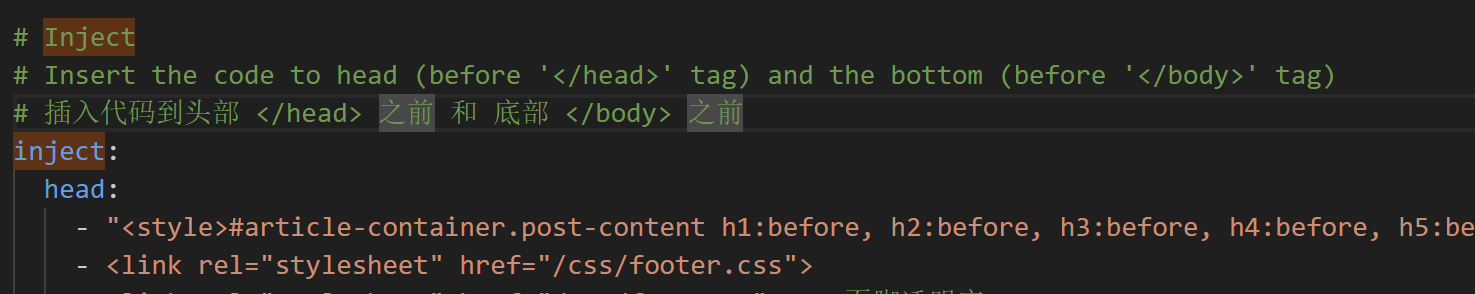 # Inject
# Insert the code to head (before '</head>' tag) and the bottom (before '</body>' tag)
# 插入代码到头部 </head> 之前 和 底部 </body> 之前
inject:
head:
- "<style>#article-container.post-content h1:before, h2:before, h3:before, h4:before, h5:be
- <link rel="stylesheet" href="/css/footer.css">